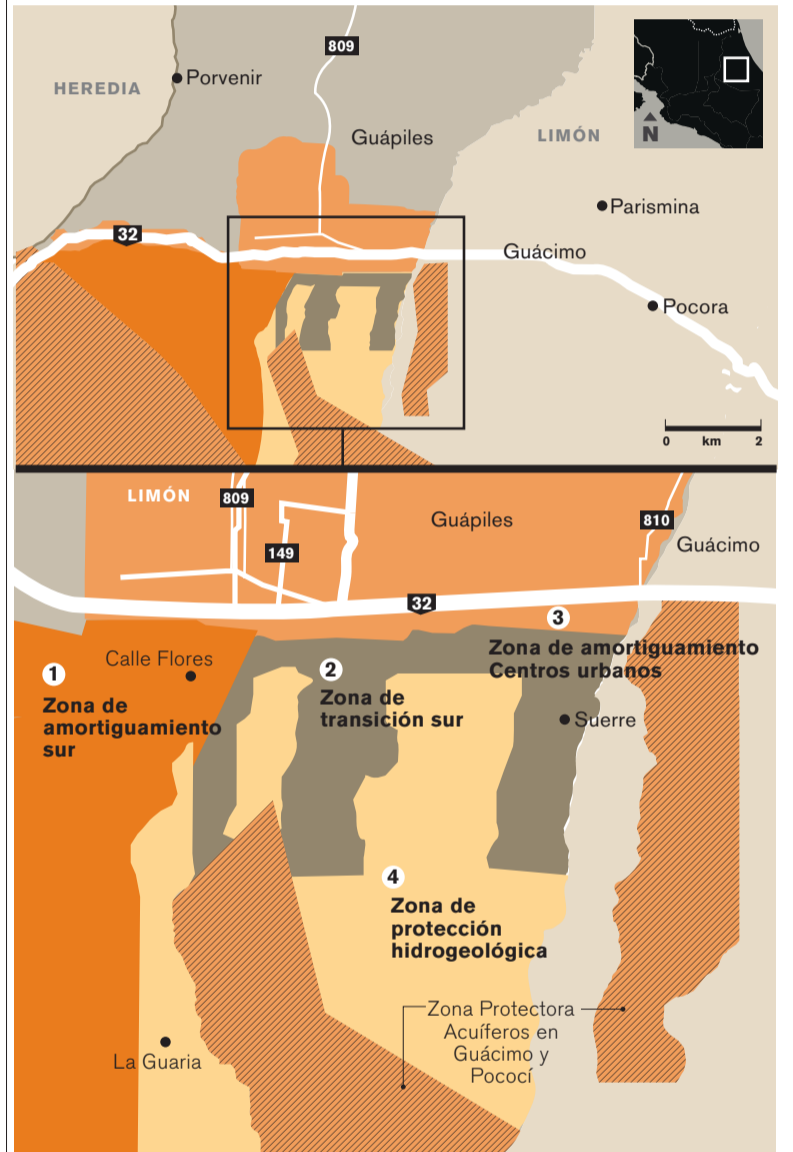 809
HEREDIA
Porvenir
Guápiles
LIMÓN
N
Parismina
32
Guácimo
Pocora
0 km 2
LIMÓN
809
Guápiles
810
149
Guácimo
32
3
Zona de amortiguamiento
Centros urbanos
Calle Flores
1
Zona de
amortiguamiento
sur
2
Zona de
transición sur
Suerre
4
Zona de
protección
hidrogeológica
Zona Protectora
Acuíferos en
Guácimo y
Pococí
La Guaria